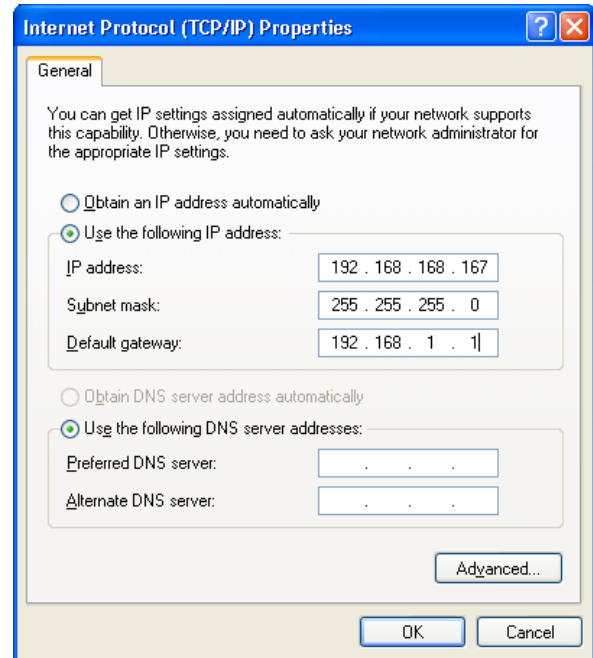 Internet Protocol (TCP/IP) Properties
General
You can get IP settings assigned automatically if your network supports
this capability. Otherwise, you need to ask your network administrator for
the appropriate IP settings.
Obtain an IP address automatically
Use the following IP address:
IP address: 192 . 168 . 168 . 167
Subnet mask: 255 . 255 . 255 . 0
Default gateway: 192 . 168 . 1 . 1
Obtain DNS server address automatically
Use the following DNS server addresses:
Preferred DNS server: . . .
Alternate DNS server: . . .
Advanced...
OK Cancel